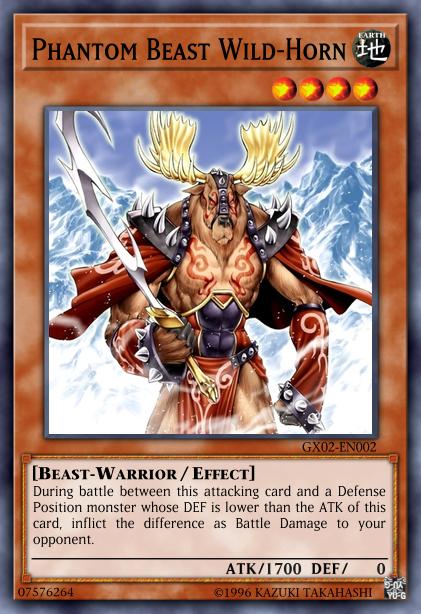 PHANTOM BEAST WILD-HORN
EARTH
地
GX02-EN002
[BEAST-WARRIOR / EFFECT]
During battle between this attacking card and a Defense
Position monster whose DEF is lower than the ATK of this
card, inflict the difference as Battle Damage to your
opponent.
ATK/1700 DEF/ 0
07576264
©1996 KAZUKI TAKAHASHI